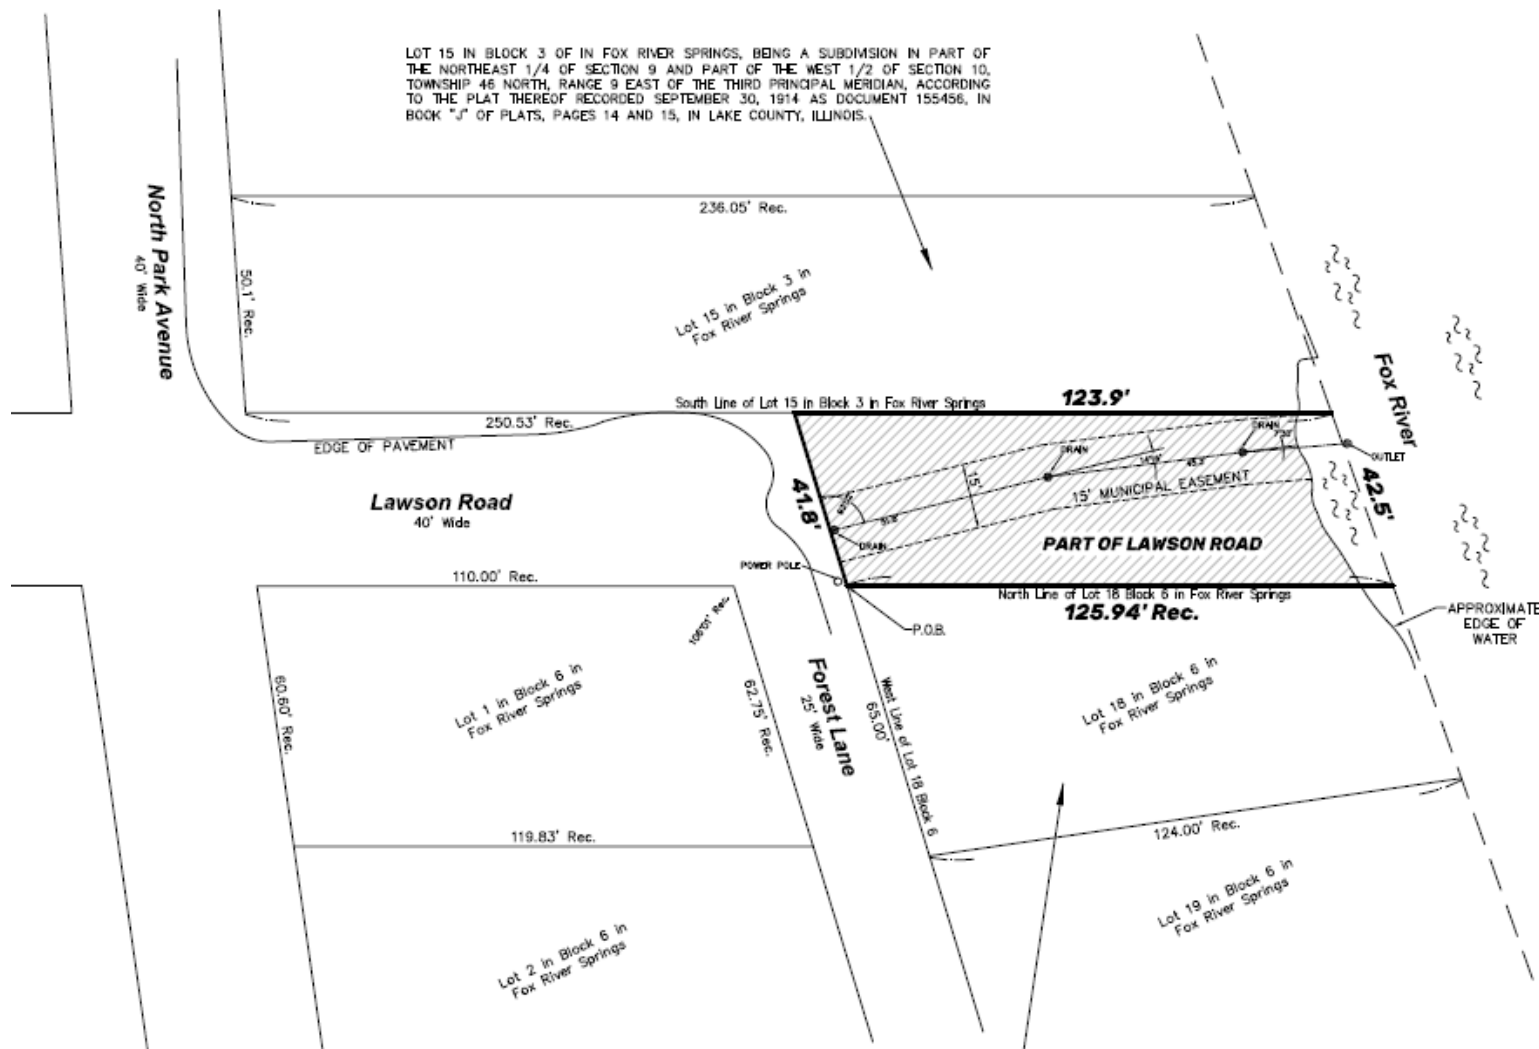 LOT 15 IN BLOCK 3 OF IN FOX RIVER SPRINGS, BEING A SUBDIVISION IN PART OF
THE NORTHEAST 1/4 OF SECTION 9 AND PART OF THE WEST 1/2 OF SECTION 10,
TOWNSHIP 46 NORTH, RANGE 9 EAST OF THE THIRD PRINCIPAL MERIDIAN, ACCORDING
TO THE PLAT THEREOF RECORDED SEPTEMBER 30, 1914 AS DOCUMENT 155456, IN
BOOK "J" OF PLATS, PAGES 14 AND 15, IN LAKE COUNTY, ILLINOIS.
North Park Avenue
40' Wide
236.05' Rec.
50.1' Rec.
Lot 15 in Block 3 in
Fox River Springs
South Line of Lot 15 in Block 3 in Fox River Springs
123.9'
250.53' Rec.
EDGE OF PAVEMENT
Fox River
DRAIN
DRAIN
OUTLET
Lawson Road
40' Wide
41.8'
15'
15' MUNICIPAL EASEMENT
42.5'
DRAIN
PART OF LAWSON ROAD
POWER POLE
110.00' Rec.
North Line of Lot 18 Block 6 in Fox River Springs
125.94' Rec.
P.O.B.
APPROXIMATE
EDGE OF
WATER
106°01' Rec.
60.60' Rec.
Lot 1 in Block 6 in
Fox River Springs
62.75' Rec.
Forest Lane
25' Wide
65.00'
West Line of Lot 18 Block 6
Lot 18 in Block 6 in
Fox River Springs
119.83' Rec.
124.00' Rec.
Lot 2 in Block 6 in
Fox River Springs
Lot 19 in Block 6 in
Fox River Springs